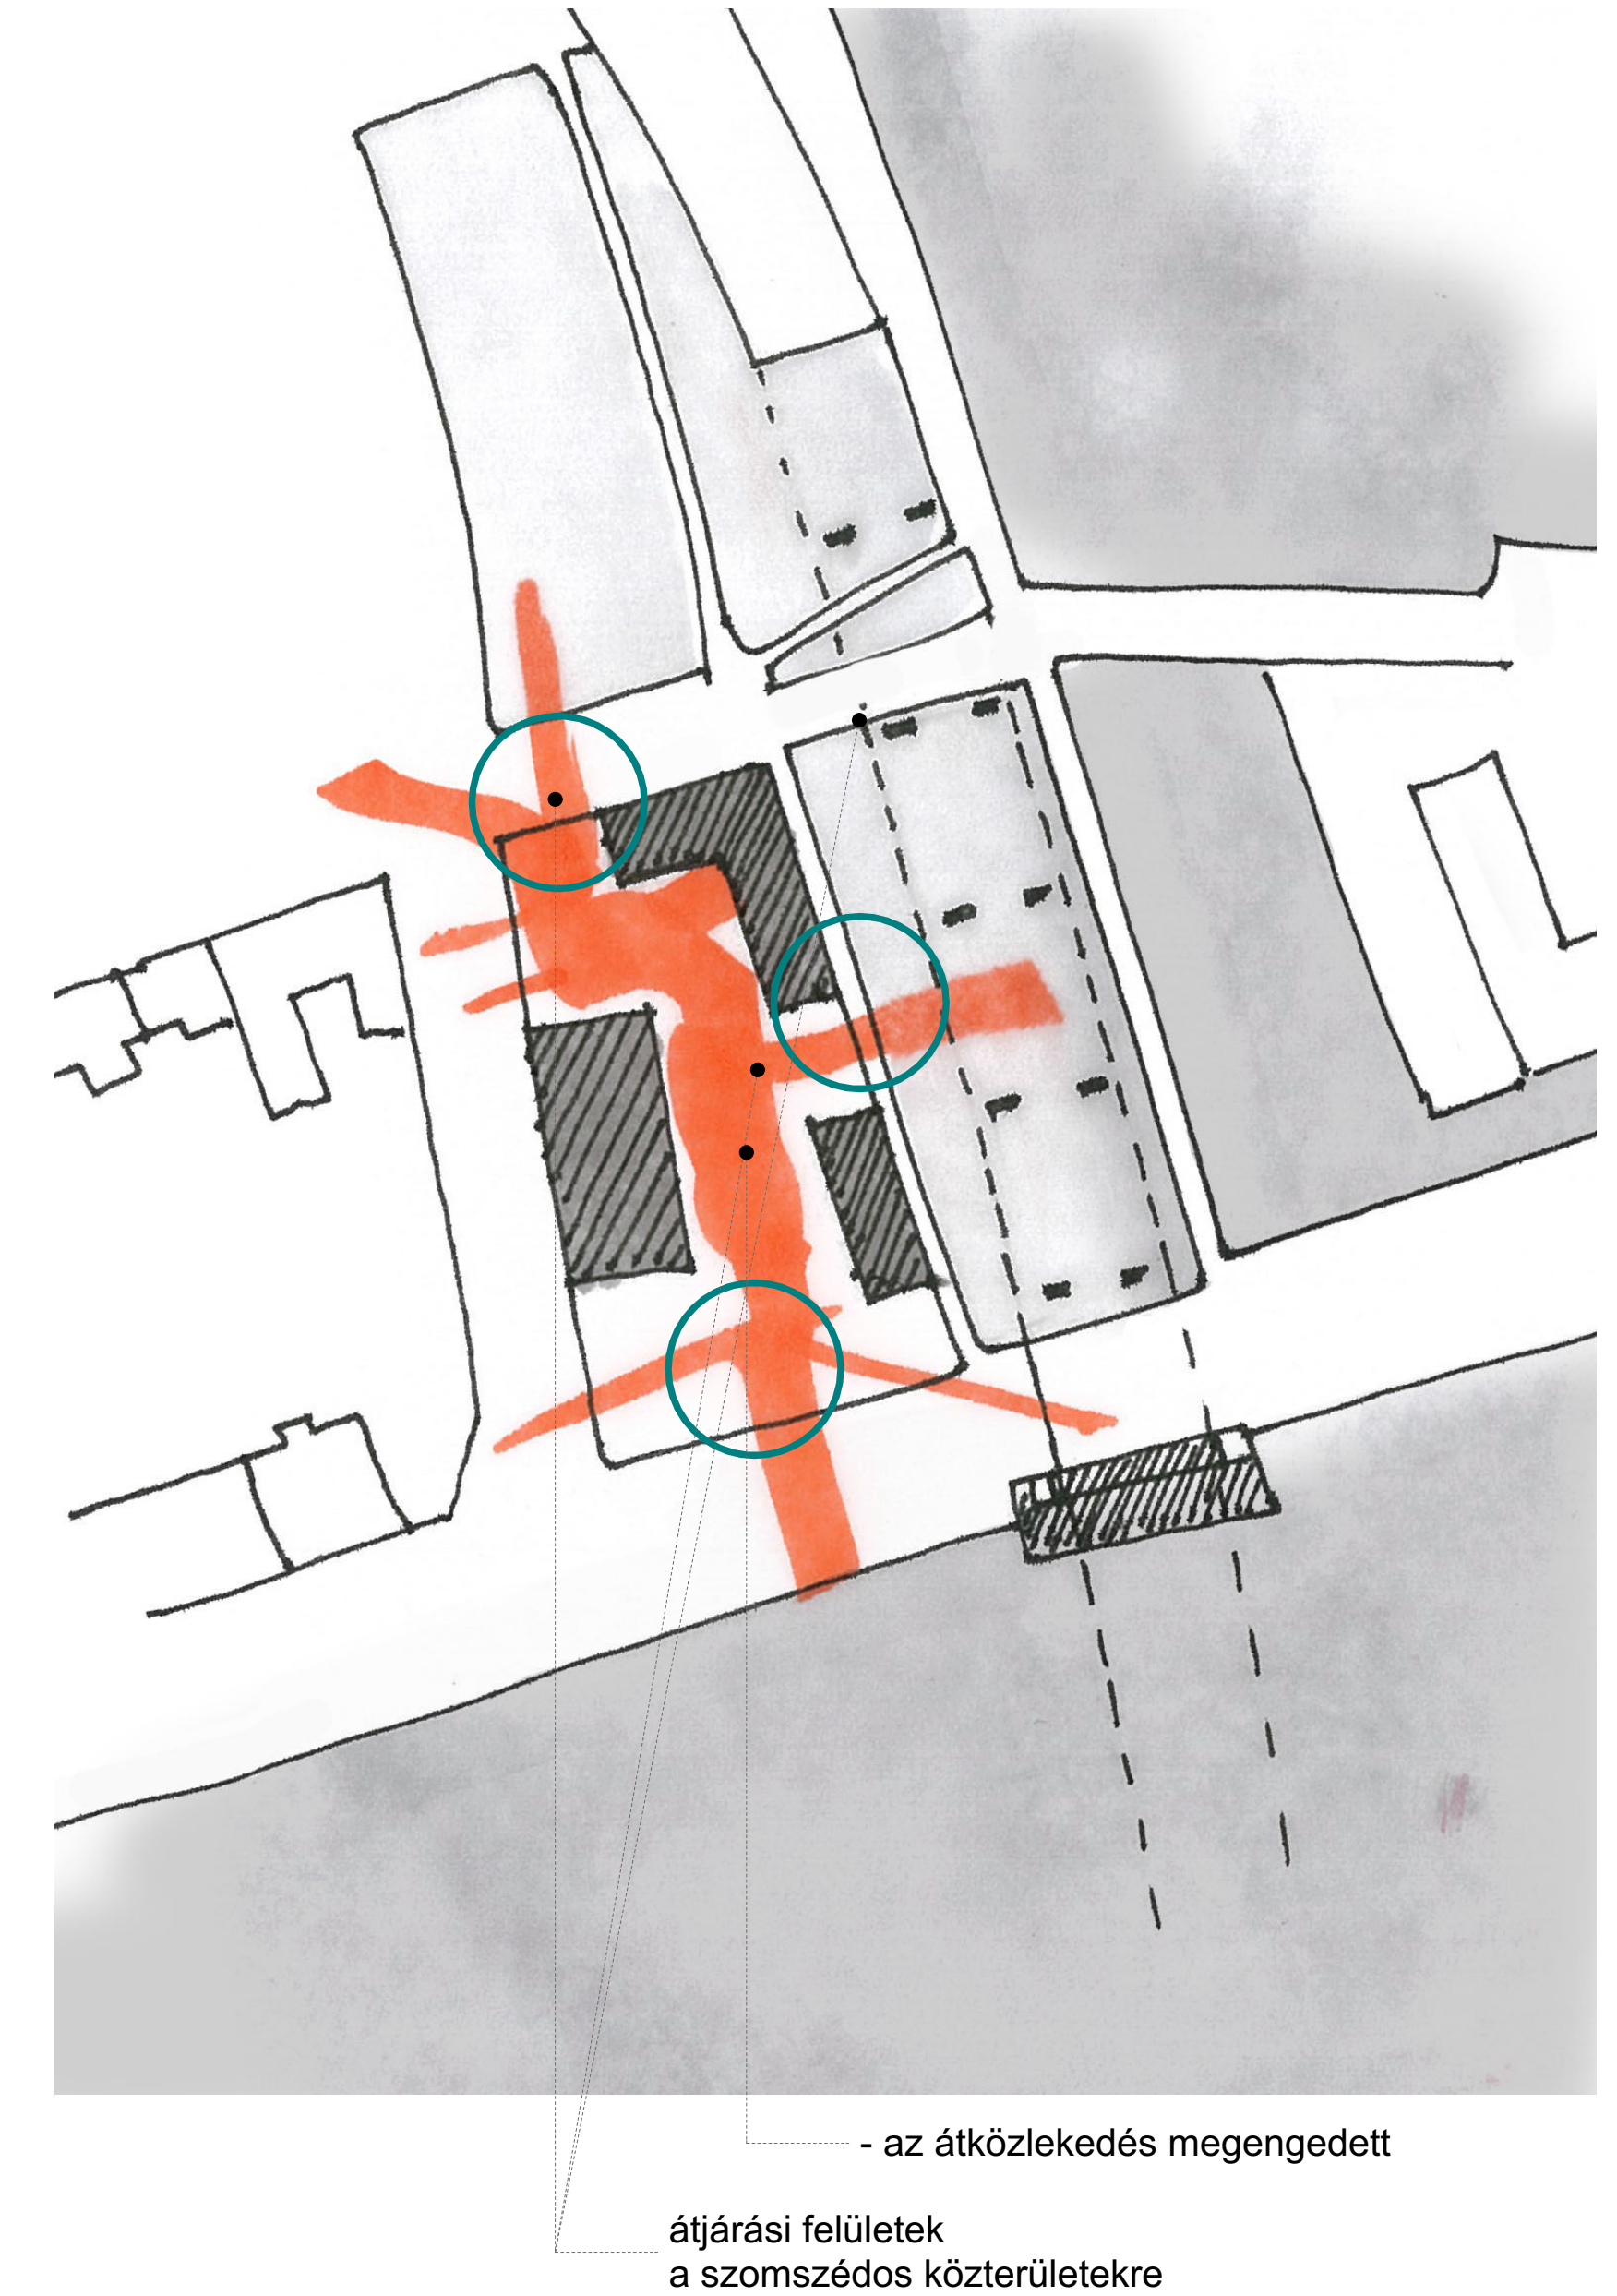 - az átközlekedés megengedett
átjárási felületek
a szomszédos közterületekre